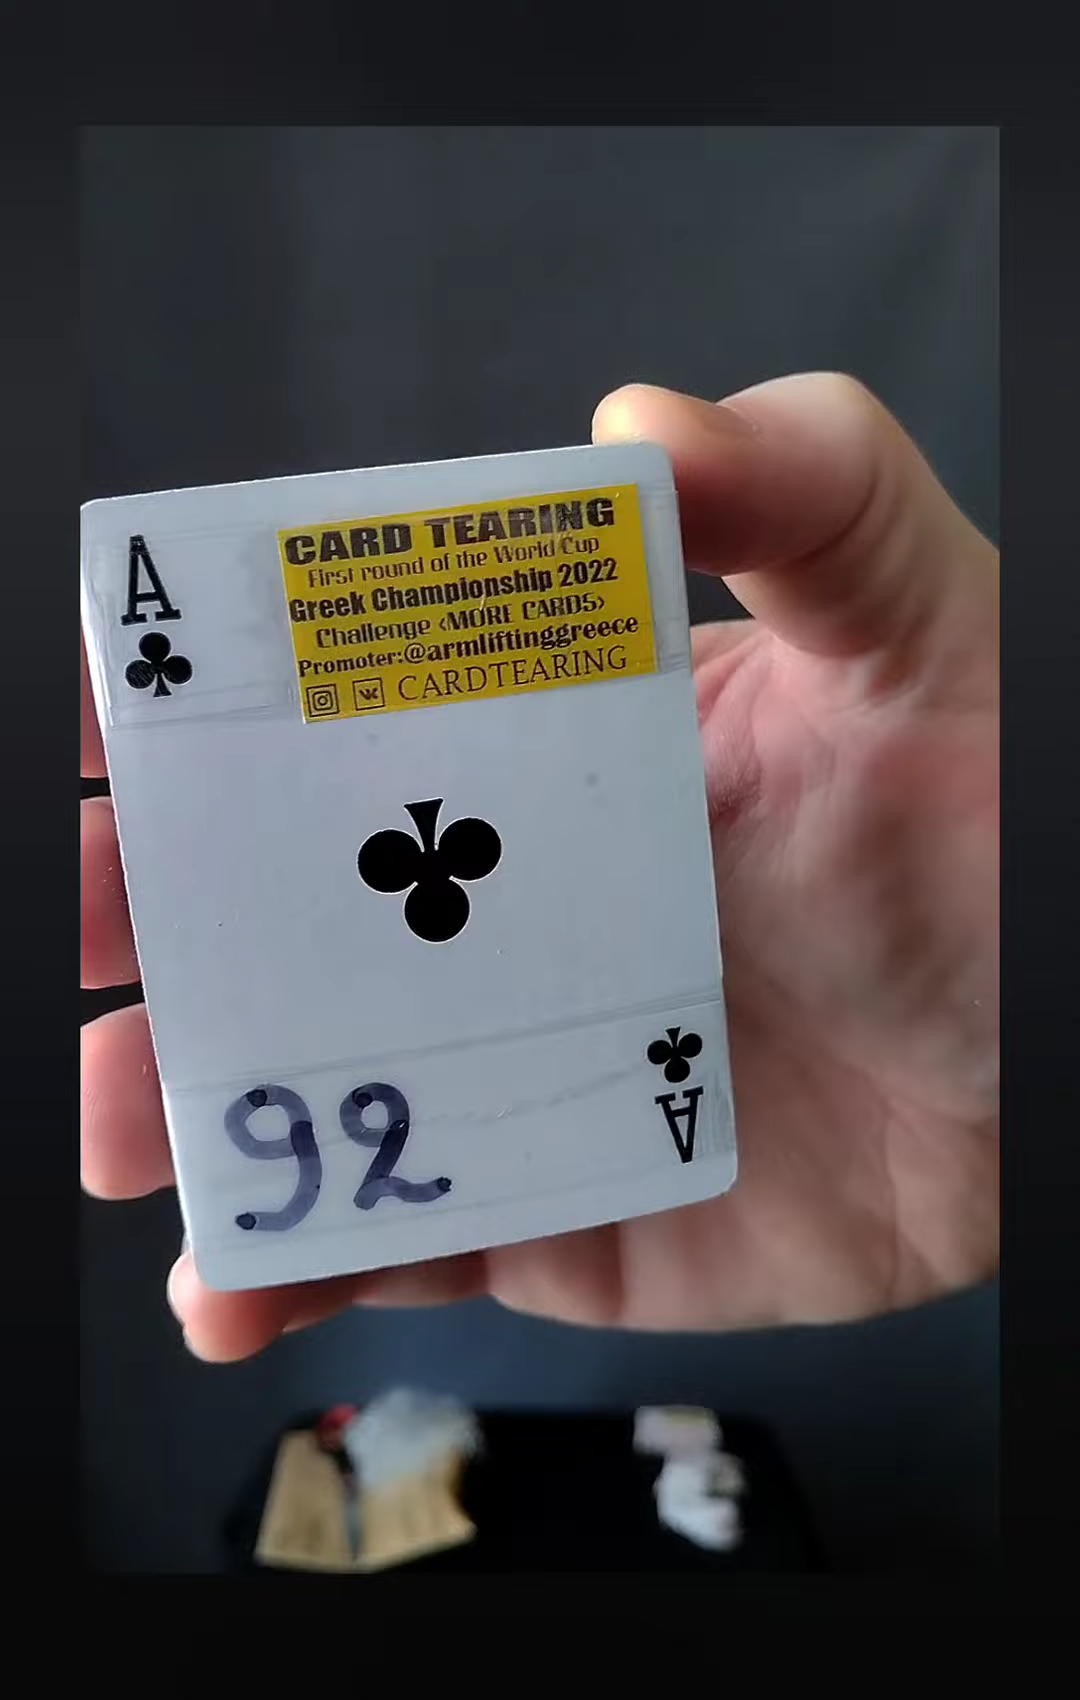 A
CARD TEARING
First round of the World Cup
Greek Championship 2022
Challenge <MORE CARDS>
Promoter:@armliftinggreece
CARDTEARING
92
A